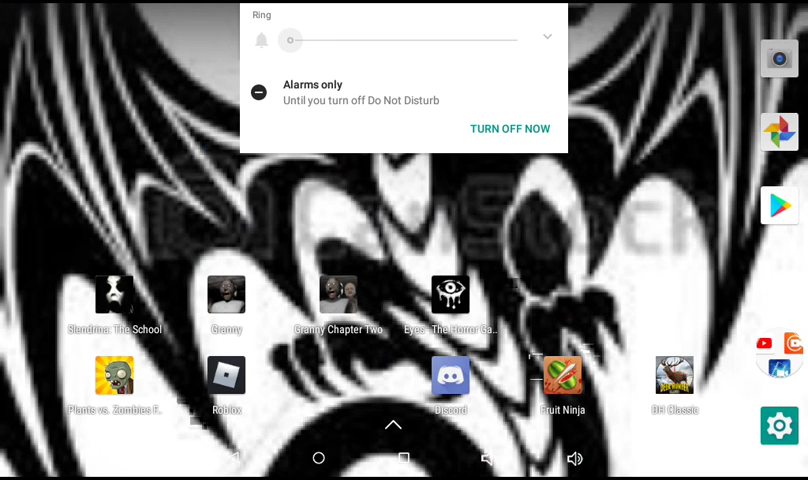 Ring
Alarms only
Until you turn off Do Not Disturb
TURN OFF NOW
CanStock
Slendrina: The School
Granny
Granny Chapter Two
Eyes - The Horror Ga..
Plants vs. Zombies F..
Roblox
Discord
Fruit Ninja
DH Classic